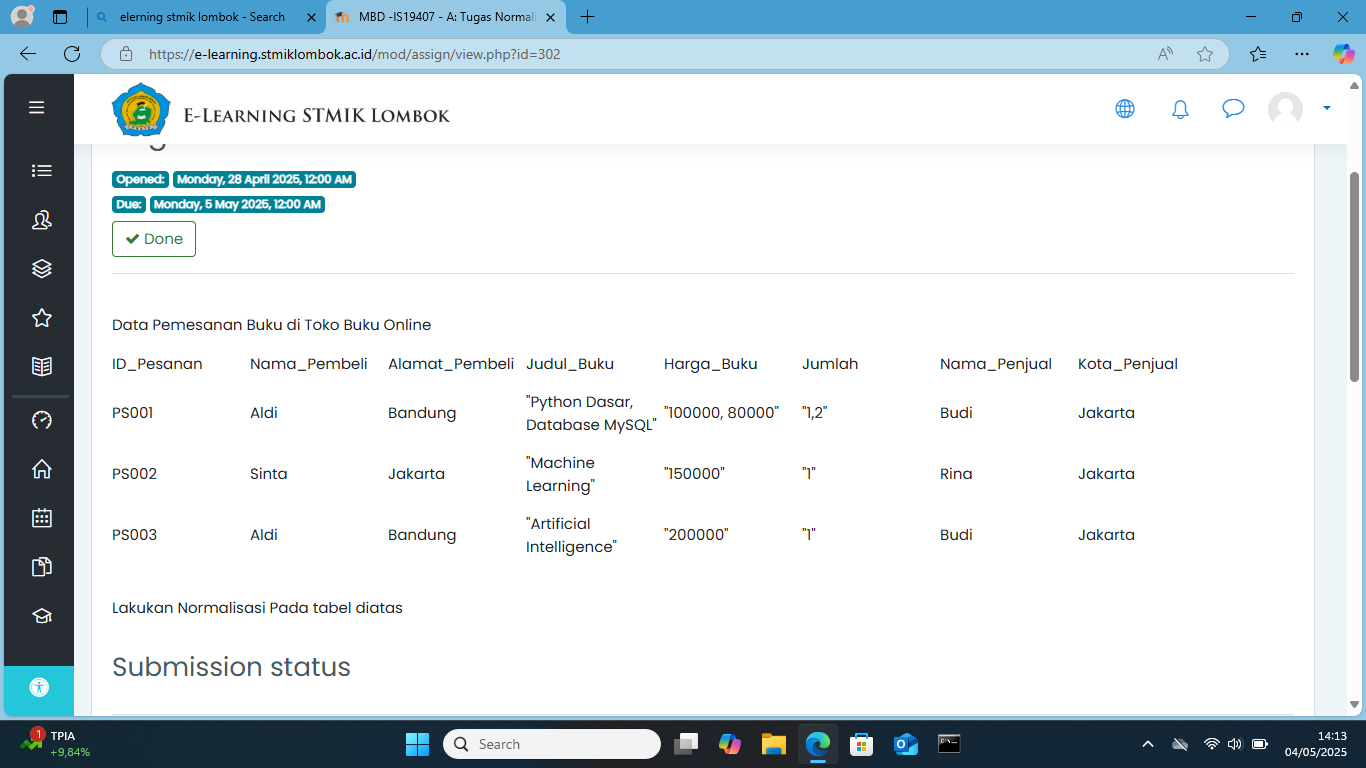 elerning stmik lombok - Search
MBD -IS19407 - A: Tugas Normali
https://e-learning.stmiklombok.ac.id/mod/assign/view.php?id=302
E-Learning STMIK Lombok
Opened: Monday, 28 April 2025, 12:00 AM
Due: Monday, 5 May 2025, 12:00 AM
Done
Data Pemesanan Buku di Toko Buku Online
ID_Pesanan Nama_Pembeli Alamat_Pembeli Judul_Buku Harga_Buku Jumlah Nama_Penjual Kota_Penjual
PS001 Aldi Bandung "Python Dasar, Database MySQL" "100000, 80000" "1,2" Budi Jakarta
PS002 Sinta Jakarta "Machine Learning" "150000" "1" Rina Jakarta
PS003 Aldi Bandung "Artificial Intelligence" "200000" "1" Budi Jakarta
Lakukan Normalisasi Pada tabel diatas
Submission status
1
TPIA
+9,84%
Search
14:13
04/05/2025